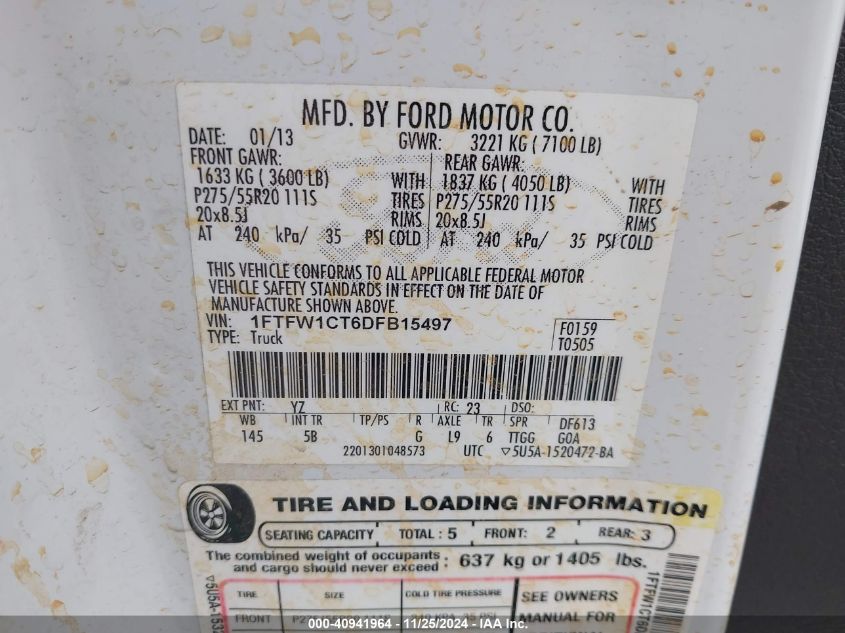 MFD. BY FORD MOTOR CO.
DATE: 01/13 GVWR: 3221 KG ( 7100 LB)
FRONT GAWR: REAR GAWR:
1633 KG ( 3600 LB) WITH 1837 KG ( 4050 LB) WITH
P275/55R20 111S TIRES P275/55R20 111S TIRES
20x8.5J RIMS 20x8.5J RIMS
AT 240 kPa/ 35 PSI COLD AT 240 kPa/ 35 PSI COLD
THIS VEHICLE CONFORMS TO ALL APPLICABLE FEDERAL MOTOR
VEHICLE SAFETY STANDARDS IN EFFECT ON THE DATE OF
MANUFACTURE SHOWN ABOVE.
VIN: 1FTFW1CT6DFB15497 F0159
TYPE: Truck T0505
EXT PNT: YZ RC: 23 DSO:
WB INT TR TP/PS R AXLE TR SPR DF613
145 5B G L9 6 TTGG GOA
2201301048573 UTC ▽5U5A-1520472-BA
TIRE AND LOADING INFORMATION
SEATING CAPACITY TOTAL : 5 FRONT: 2 REAR: 3
The combined weight of occupants
and cargo should never exceed : 637 kg or 1405 lbs.
TIRE SIZE COLD TIRE PRESSURE SEE OWNERS
FRONT 35 PSI MANUAL FOR
▽5U5A-1532
1FTFW1CT6D
000-40941964 - 11/25/2024 - IAA Inc.